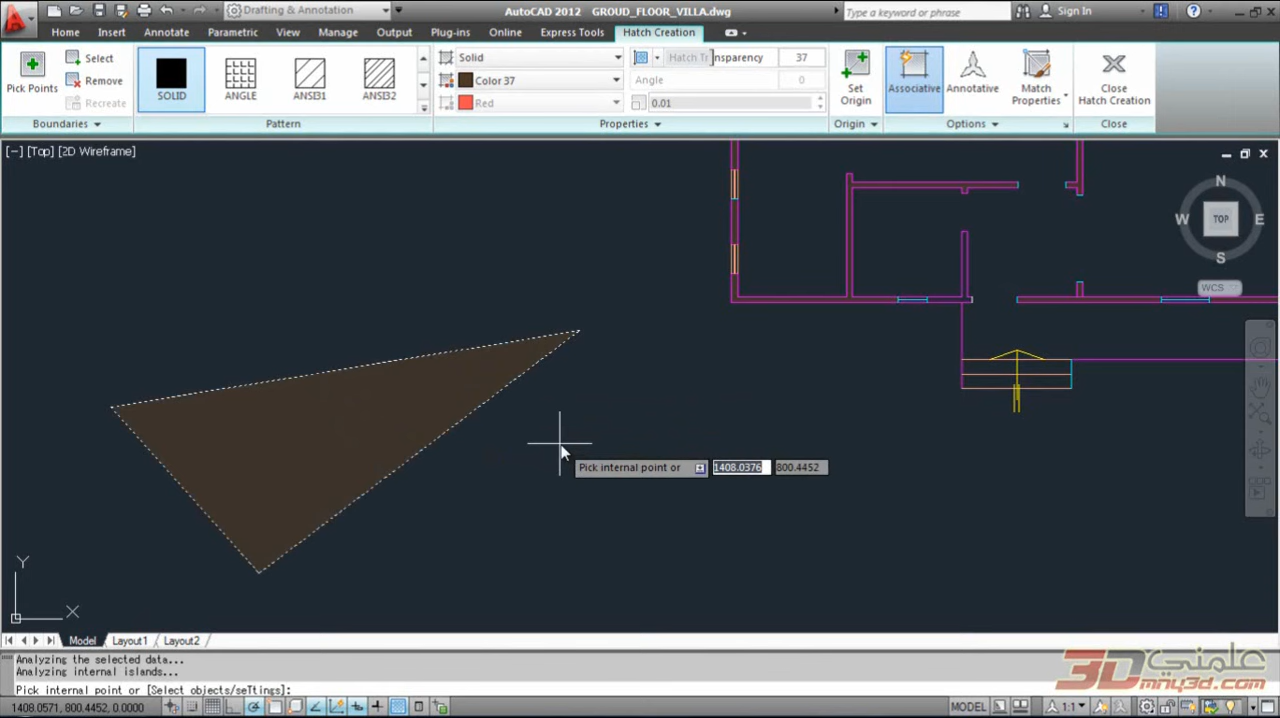 Drafting & Annotation
AutoCAD 2012 GROUD_FLOOR_VILLA.dwg
Type a keyword or phrase
Sign In
Home Insert Annotate Parametric View Manage Output Plug-ins Online Express Tools Hatch Creation
Pick Points
Select
Remove
Recreate
Boundaries
SOLID
ANGLE
ANSI31
ANSI32
Pattern
Solid
Color 37
Red
Hatch Tr nsparency 37
Angle 0
0.01
Properties
Set Origin
Origin
Associative
Annotative
Match Properties
Options
Close Hatch Creation
Close
[−] [Top] [2D Wireframe]
N
W TOP E
S
WCS
Pick internal point or 1408.0376 800.4452
Y
X
Model Layout1 Layout2
Analyzing the selected data...
Analyzing internal islands...
Pick internal point or [Select objects/seTtings]:
1408.0571, 800.4452, 0.0000
MODEL
1:1
3D علمني
mny3d.com